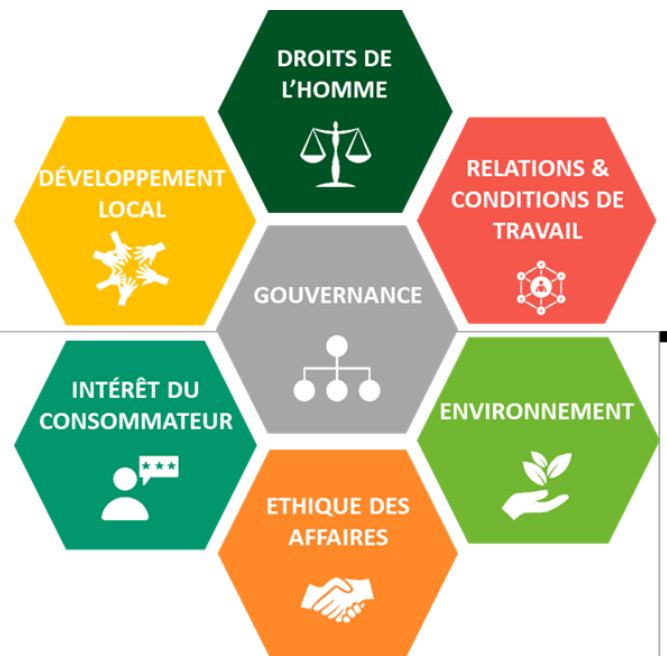 DROITS DE
L'HOMME
DÉVELOPPEMENT
LOCAL
RELATIONS &
CONDITIONS DE
TRAVAIL
GOUVERNANCE
INTÉRÊT DU
CONSOMMATEUR
ENVIRONNEMENT
ETHIQUE DES
AFFAIRES